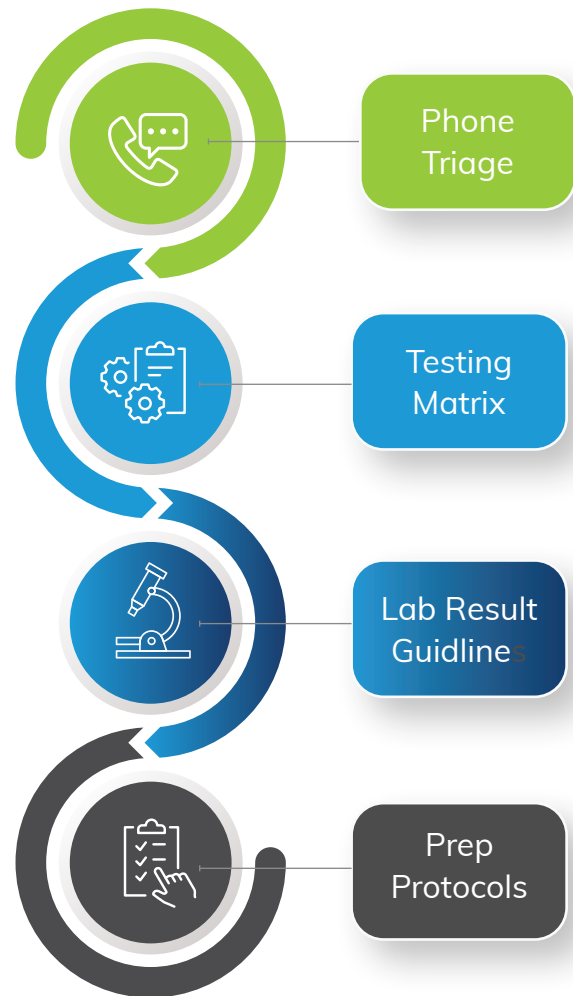 Phone
Triage
Testing
Matrix
Lab Result
Guidlines
Prep
Protocols